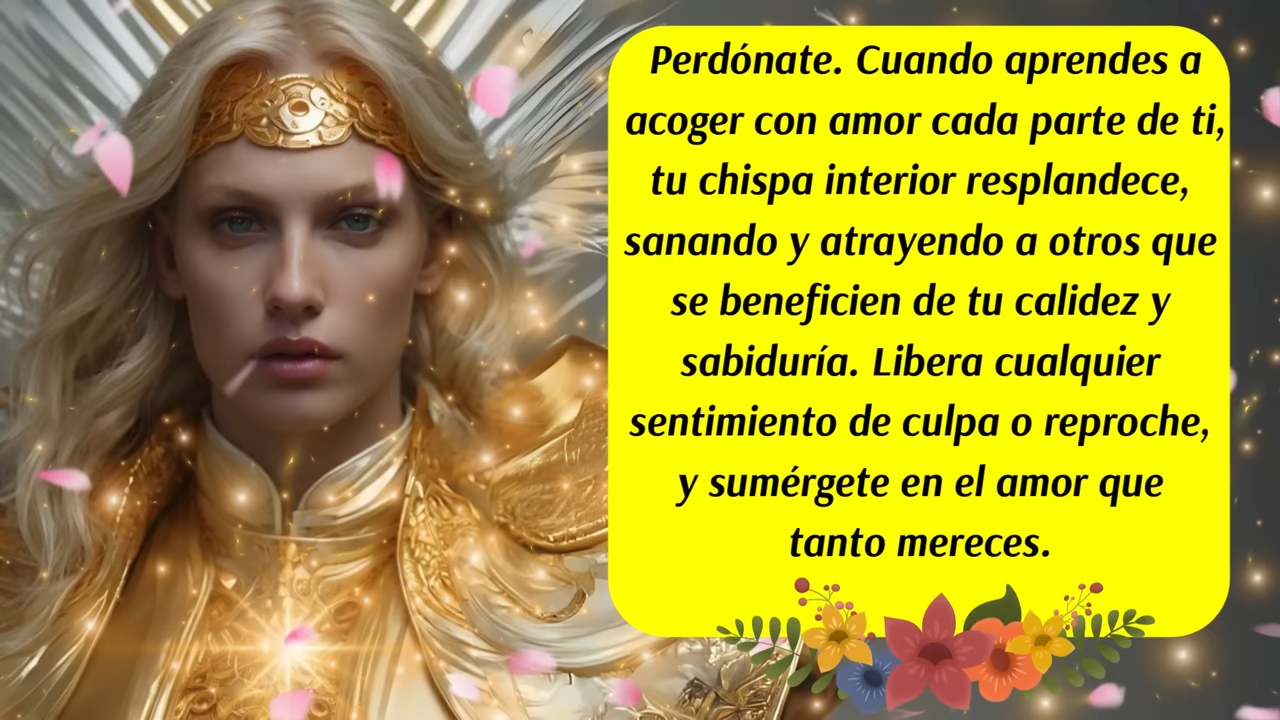 Perdónate. Cuando aprendes a
acoger con amor cada parte de ti,
tu chispa interior resplandece,
sanando y atrayendo a otros que
se beneficien de tu calidez y
sabiduría. Libera cualquier
sentimiento de culpa o reproche,
y sumérgete en el amor que
tanto mereces.